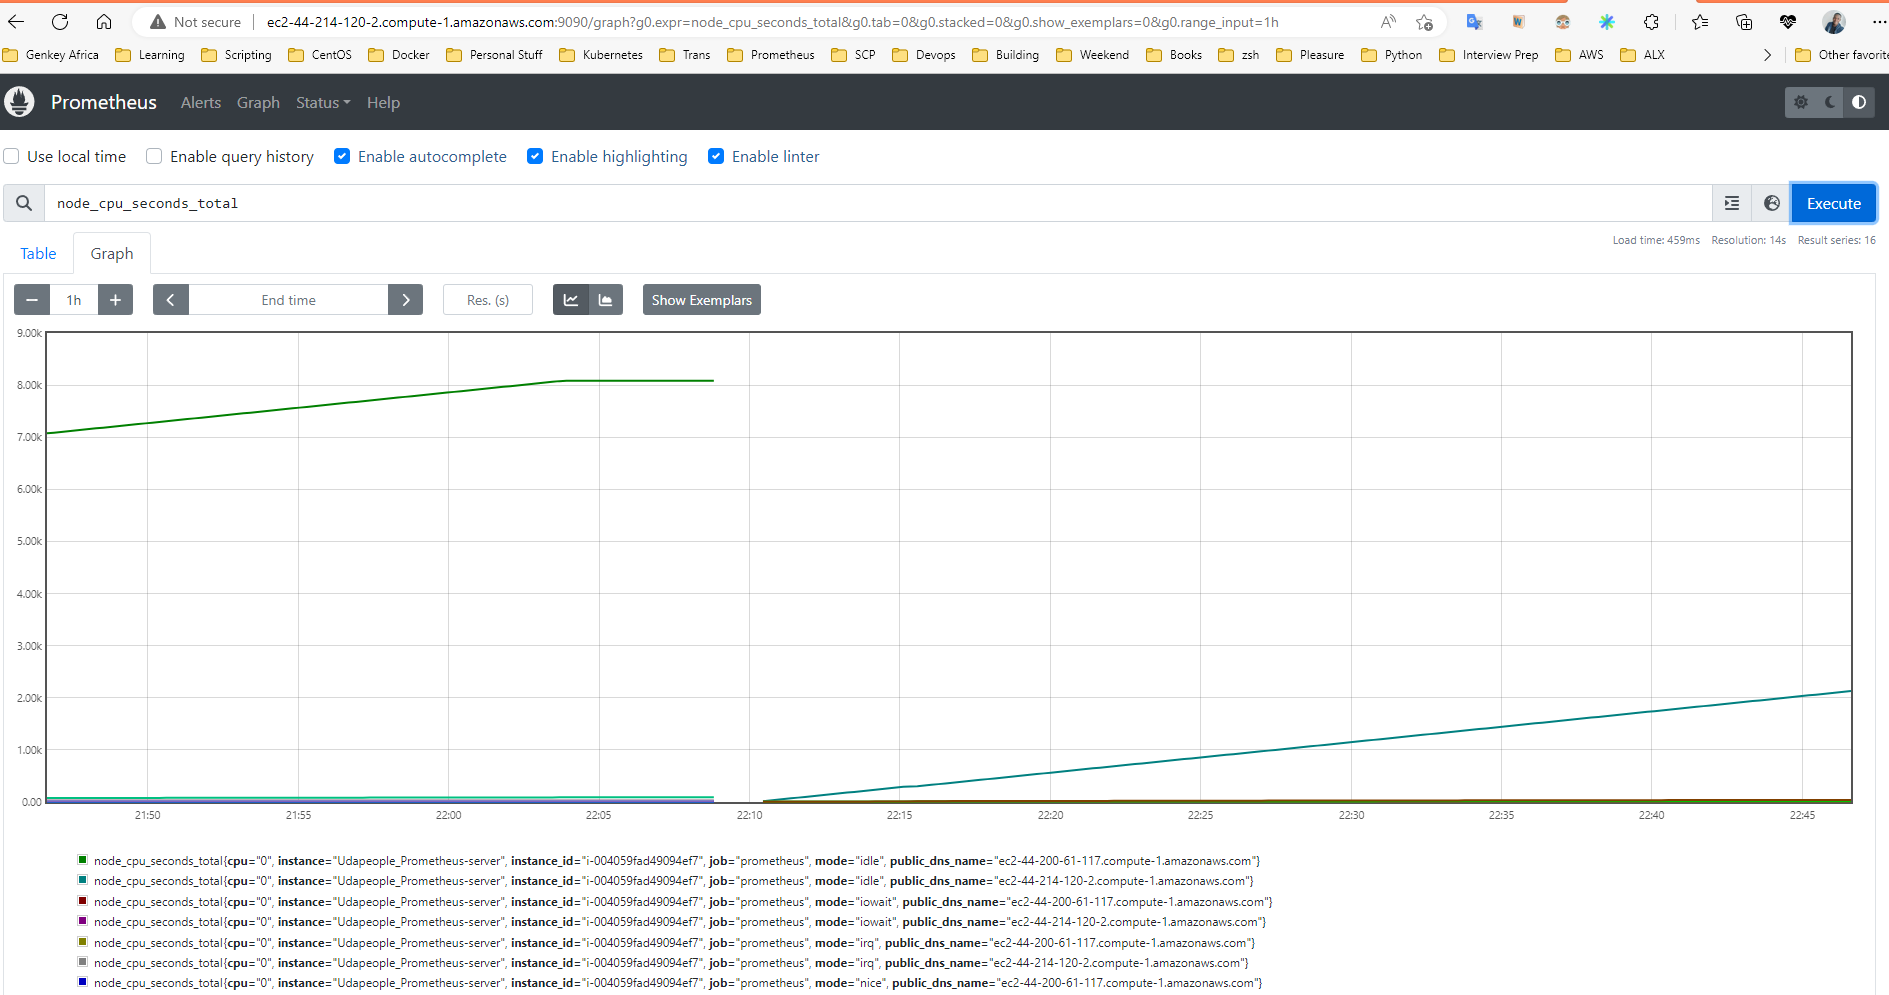 Not secure ec2-44-214-120-2.compute-1.amazonaws.com:9090/graph?g0.expr=node_cpu_seconds_total&g0.tab=0&g0.stacked=0&g0.show_exemplars=0&g0.range_input=1h
Genkey Africa Learning Scripting CentOS Docker Personal Stuff Kubernetes Trans Prometheus SCP Devops Building Weekend Books zsh Pleasure Python Interview Prep AWS ALX Other favorite
Prometheus Alerts Graph Status Help
Use local time Enable query history Enable autocomplete Enable highlighting Enable linter
node_cpu_seconds_total Execute
Load time: 459ms Resolution: 14s Result series: 16
Table Graph
1h End time Res. (s) Show Exemplars
9.00k
8.00k
7.00k
6.00k
5.00k
4.00k
3.00k
2.00k
1.00k
0.00
21:50 21:55 22:00 22:05 22:10 22:15 22:20 22:25 22:30 22:35 22:40 22:45
node_cpu_seconds_total{cpu="0", instance="Udapeople_Prometheus-server", instance_id="i-004059fad49094ef7", job="prometheus", mode="idle", public_dns_name="ec2-44-200-61-117.compute-1.amazonaws.com"}
node_cpu_seconds_total{cpu="0", instance="Udapeople_Prometheus-server", instance_id="i-004059fad49094ef7", job="prometheus", mode="idle", public_dns_name="ec2-44-214-120-2.compute-1.amazonaws.com"}
node_cpu_seconds_total{cpu="0", instance="Udapeople_Prometheus-server", instance_id="i-004059fad49094ef7", job="prometheus", mode="iowait", public_dns_name="ec2-44-200-61-117.compute-1.amazonaws.com"}
node_cpu_seconds_total{cpu="0", instance="Udapeople_Prometheus-server", instance_id="i-004059fad49094ef7", job="prometheus", mode="iowait", public_dns_name="ec2-44-214-120-2.compute-1.amazonaws.com"}
node_cpu_seconds_total{cpu="0", instance="Udapeople_Prometheus-server", instance_id="i-004059fad49094ef7", job="prometheus", mode="irq", public_dns_name="ec2-44-200-61-117.compute-1.amazonaws.com"}
node_cpu_seconds_total{cpu="0", instance="Udapeople_Prometheus-server", instance_id="i-004059fad49094ef7", job="prometheus", mode="irq", public_dns_name="ec2-44-214-120-2.compute-1.amazonaws.com"}
node_cpu_seconds_total{cpu="0", instance="Udapeople_Prometheus-server", instance_id="i-004059fad49094ef7", job="prometheus", mode="nice", public_dns_name="ec2-44-200-61-117.compute-1.amazonaws.com"}